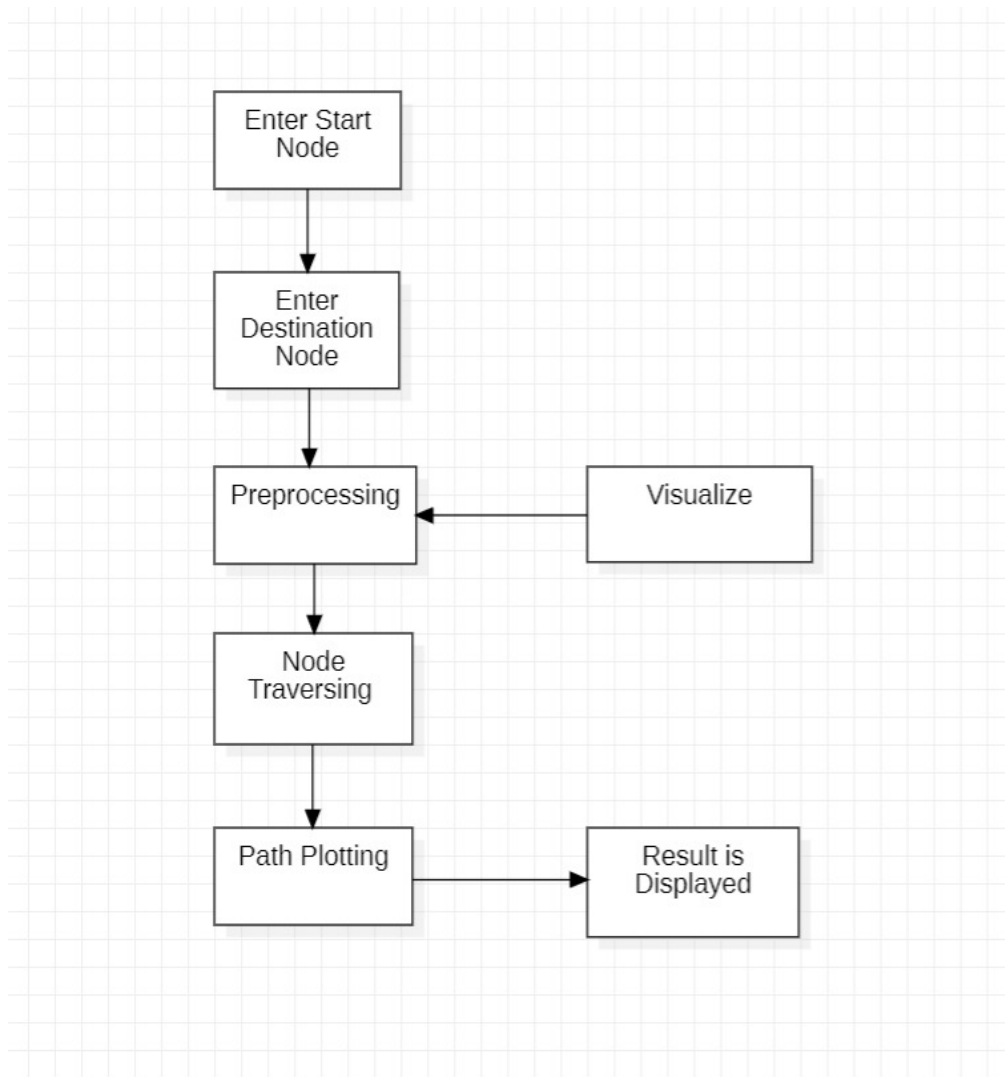 Enter Start
Node
Enter
Destination
Node
Preprocessing
Visualize
Node
Traversing
Path Plotting
Result is
Displayed